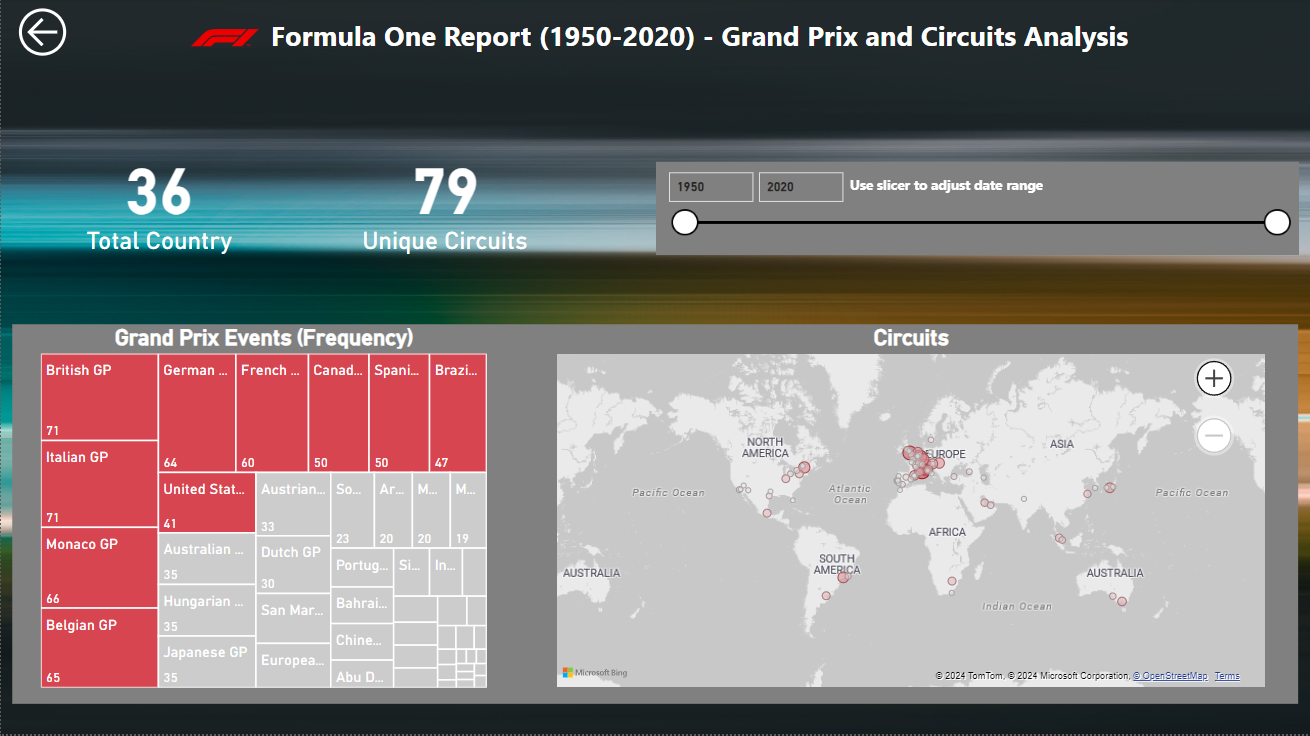 Formula One Report (1950-2020) - Grand Prix and Circuits Analysis
36
Total Country
79
Unique Circuits
1950
2020
Use slicer to adjust date range
Grand Prix Events (Frequency)
British GP
71
Italian GP
71
Monaco GP
66
Belgian GP
65
German ...
64
French ...
60
Canad...
50
Spani...
50
Brazi...
47
United Stat...
41
Australian ...
35
Hungarian ...
35
Japanese GP
35
Austrian...
33
Dutch GP
30
San Mar...
Europea...
So...
23
Ar...
20
M...
20
M...
19
Portug...
Si...
In...
Bahrai...
Chine...
Abu D...
Circuits
NORTH
AMERICA
EUROPE
ASIA
Pacific Ocean
Atlantic
Ocean
Pacific Ocean
AFRICA
SOUTH
AMERICA
AUSTRALIA
AUSTRALIA
Indian Ocean
Microsoft Bing
© 2024 TomTom, © 2024 Microsoft Corporation, © OpenStreetMap Terms